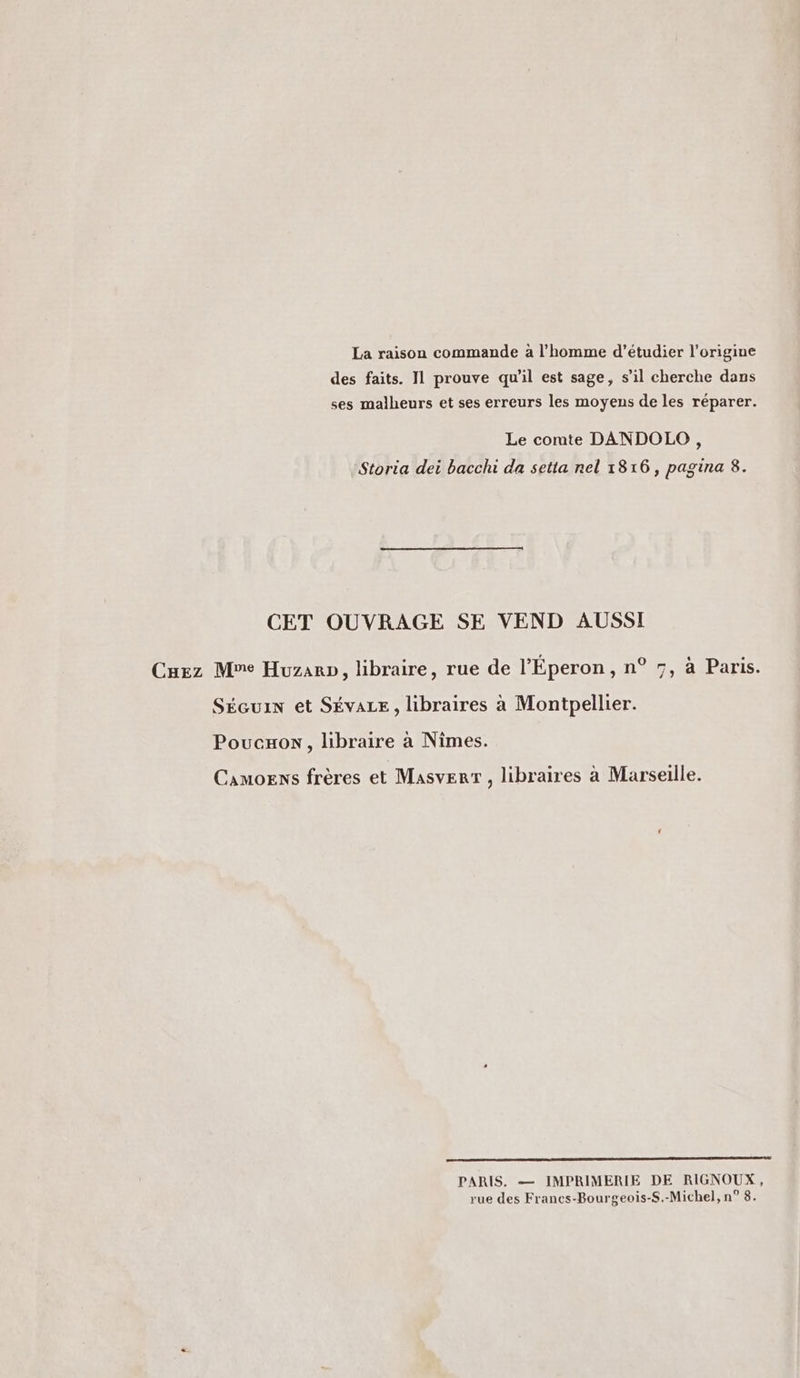 La raison commande à l'homme d'étudier l'origine
des faits. Il prouve qu'il est sage, s'il cherche dans
ses malheurs et ses erreurs les moyens de les réparer.
Le comte DANDOLO,
Storia dei bacchi da setta nel 1816, pagina 8.
CET OUVRAGE SE VEND AUSSI
CHEZ Mme HUZARD, libraire, rue de l'Éperon, n° 7, à Paris.
SÉGUIN et SÉVALE, libraires à Montpellier.
POUCHON, libraire à Nîmes.
CAMOENS frères et MASVERT, libraires à Marseille.
PARIS. — IMPRIMERIE DE RIGNOUX,
rue des Francs-Bourgeois-S.-Michel, n° 8.